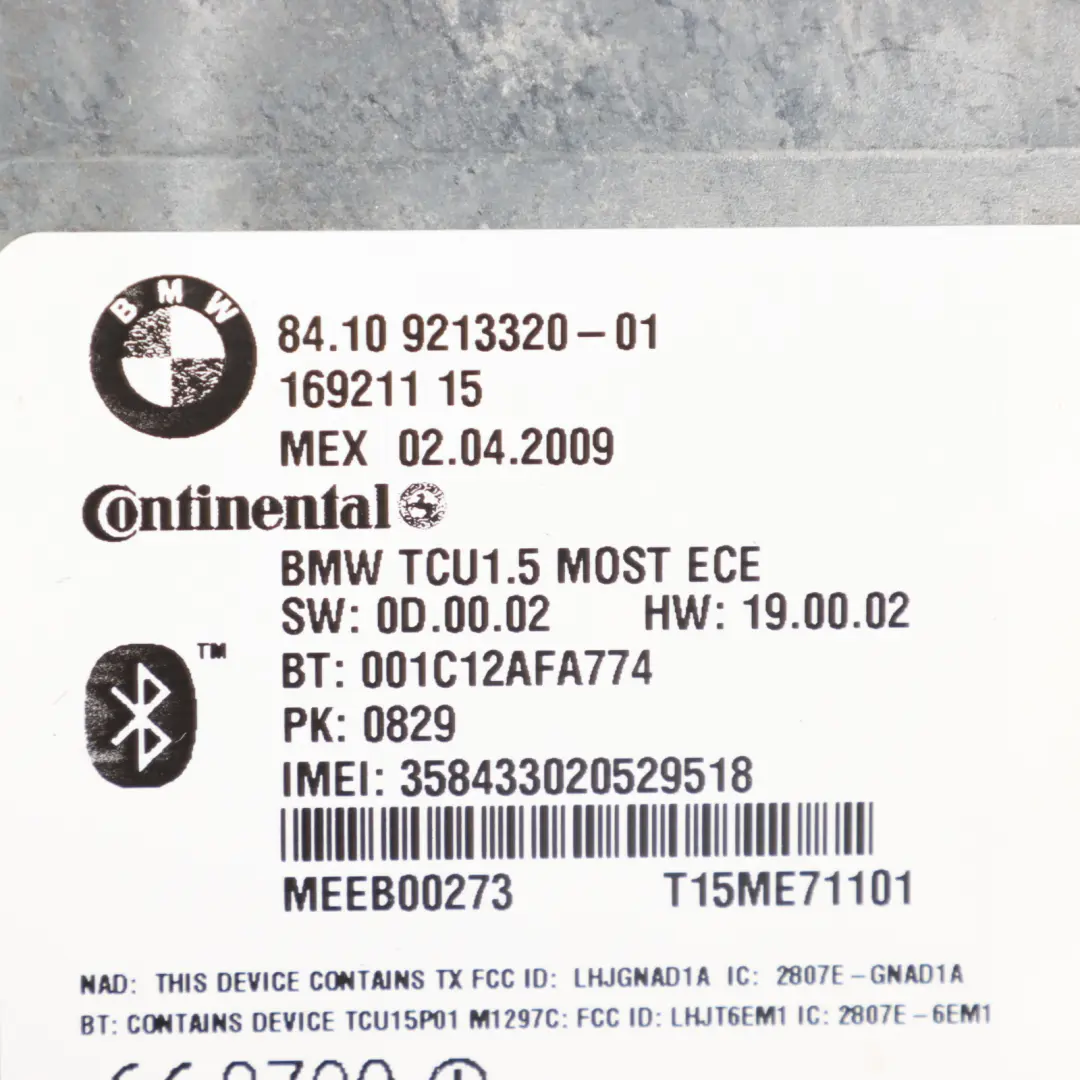 BMW
84.10 9213320-01
169211 15
MEX 02.04.2009
Continental
BMW TCU1.5 MOST ECE
SW: 0D.00.02 HW: 19.00.02
TM
BT: 001C12AFA774
PK: 0829
IMEI: 358433020529518
MEEB00273 T15ME71101
NAD: THIS DEVICE CONTAINS TX FCC ID: LHJGNAD1A IC: 2807E-GNAD1A
BT: CONTAINS DEVICE TCU15P01 M1297C: FCC ID: LHJT6EM1 IC: 2807E-6EM1